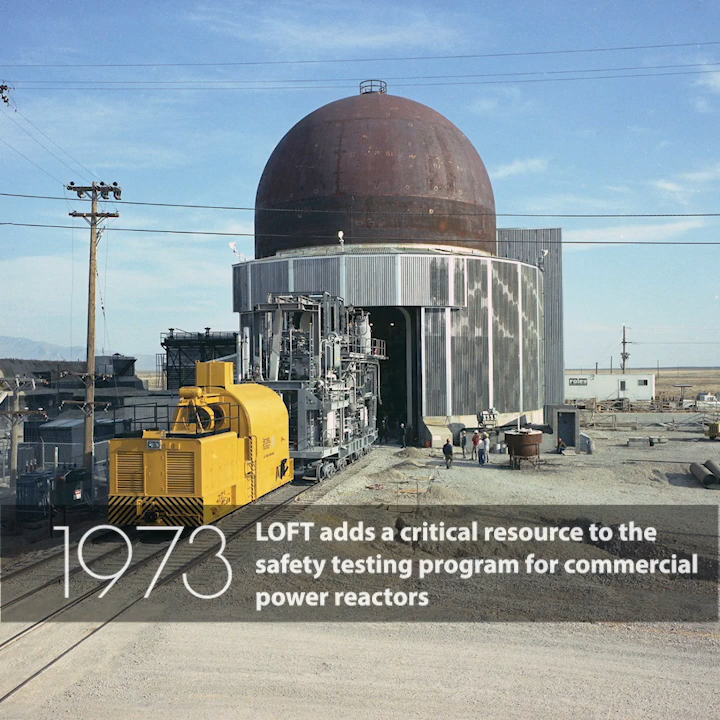 1973
LOFT adds a critical resource to the
safety testing program for commercial
power reactors